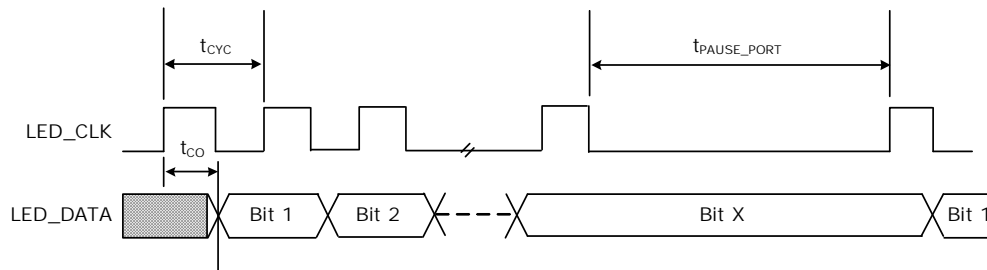 tCYC
tPAUSE_PORT
LED_CLK
tCO
LED_DATA
Bit 1
Bit 2
Bit X
Bit 1